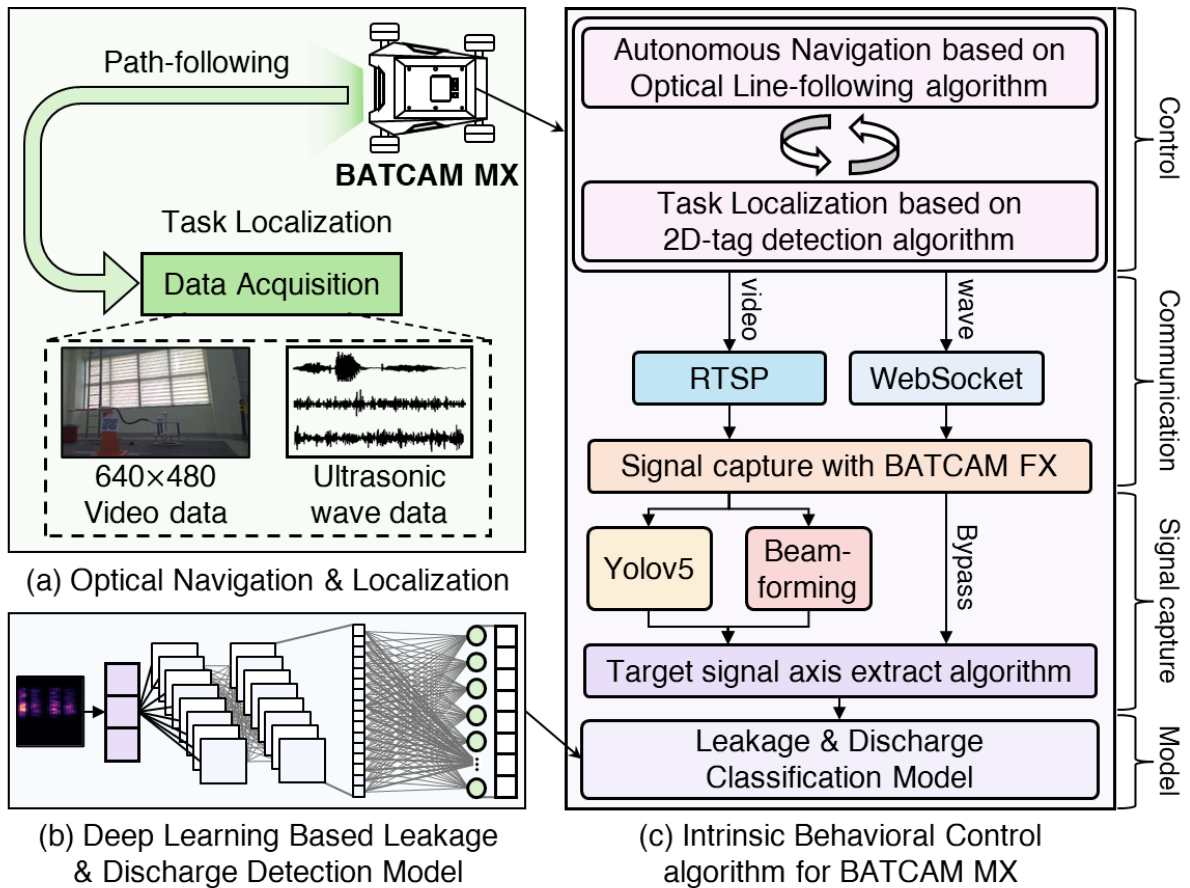 Path-following
BATCAM MX
Task Localization
Data Acquisition
640×480
Video data
Ultrasonic
wave data
(a) Optical Navigation & Localization
(b) Deep Learning Based Leakage
& Discharge Detection Model
Autonomous Navigation based on
Optical Line-following algorithm
Task Localization based on
2D-tag detection algorithm
Control
video
wave
RTSP
WebSocket
Signal capture with BATCAM FX
Communication
Yolov5
Beam-
forming
Bypass
Target signal axis extract algorithm
Signal capture
Leakage & Discharge
Classification Model
Model
(c) Intrinsic Behavioral Control
algorithm for BATCAM MX